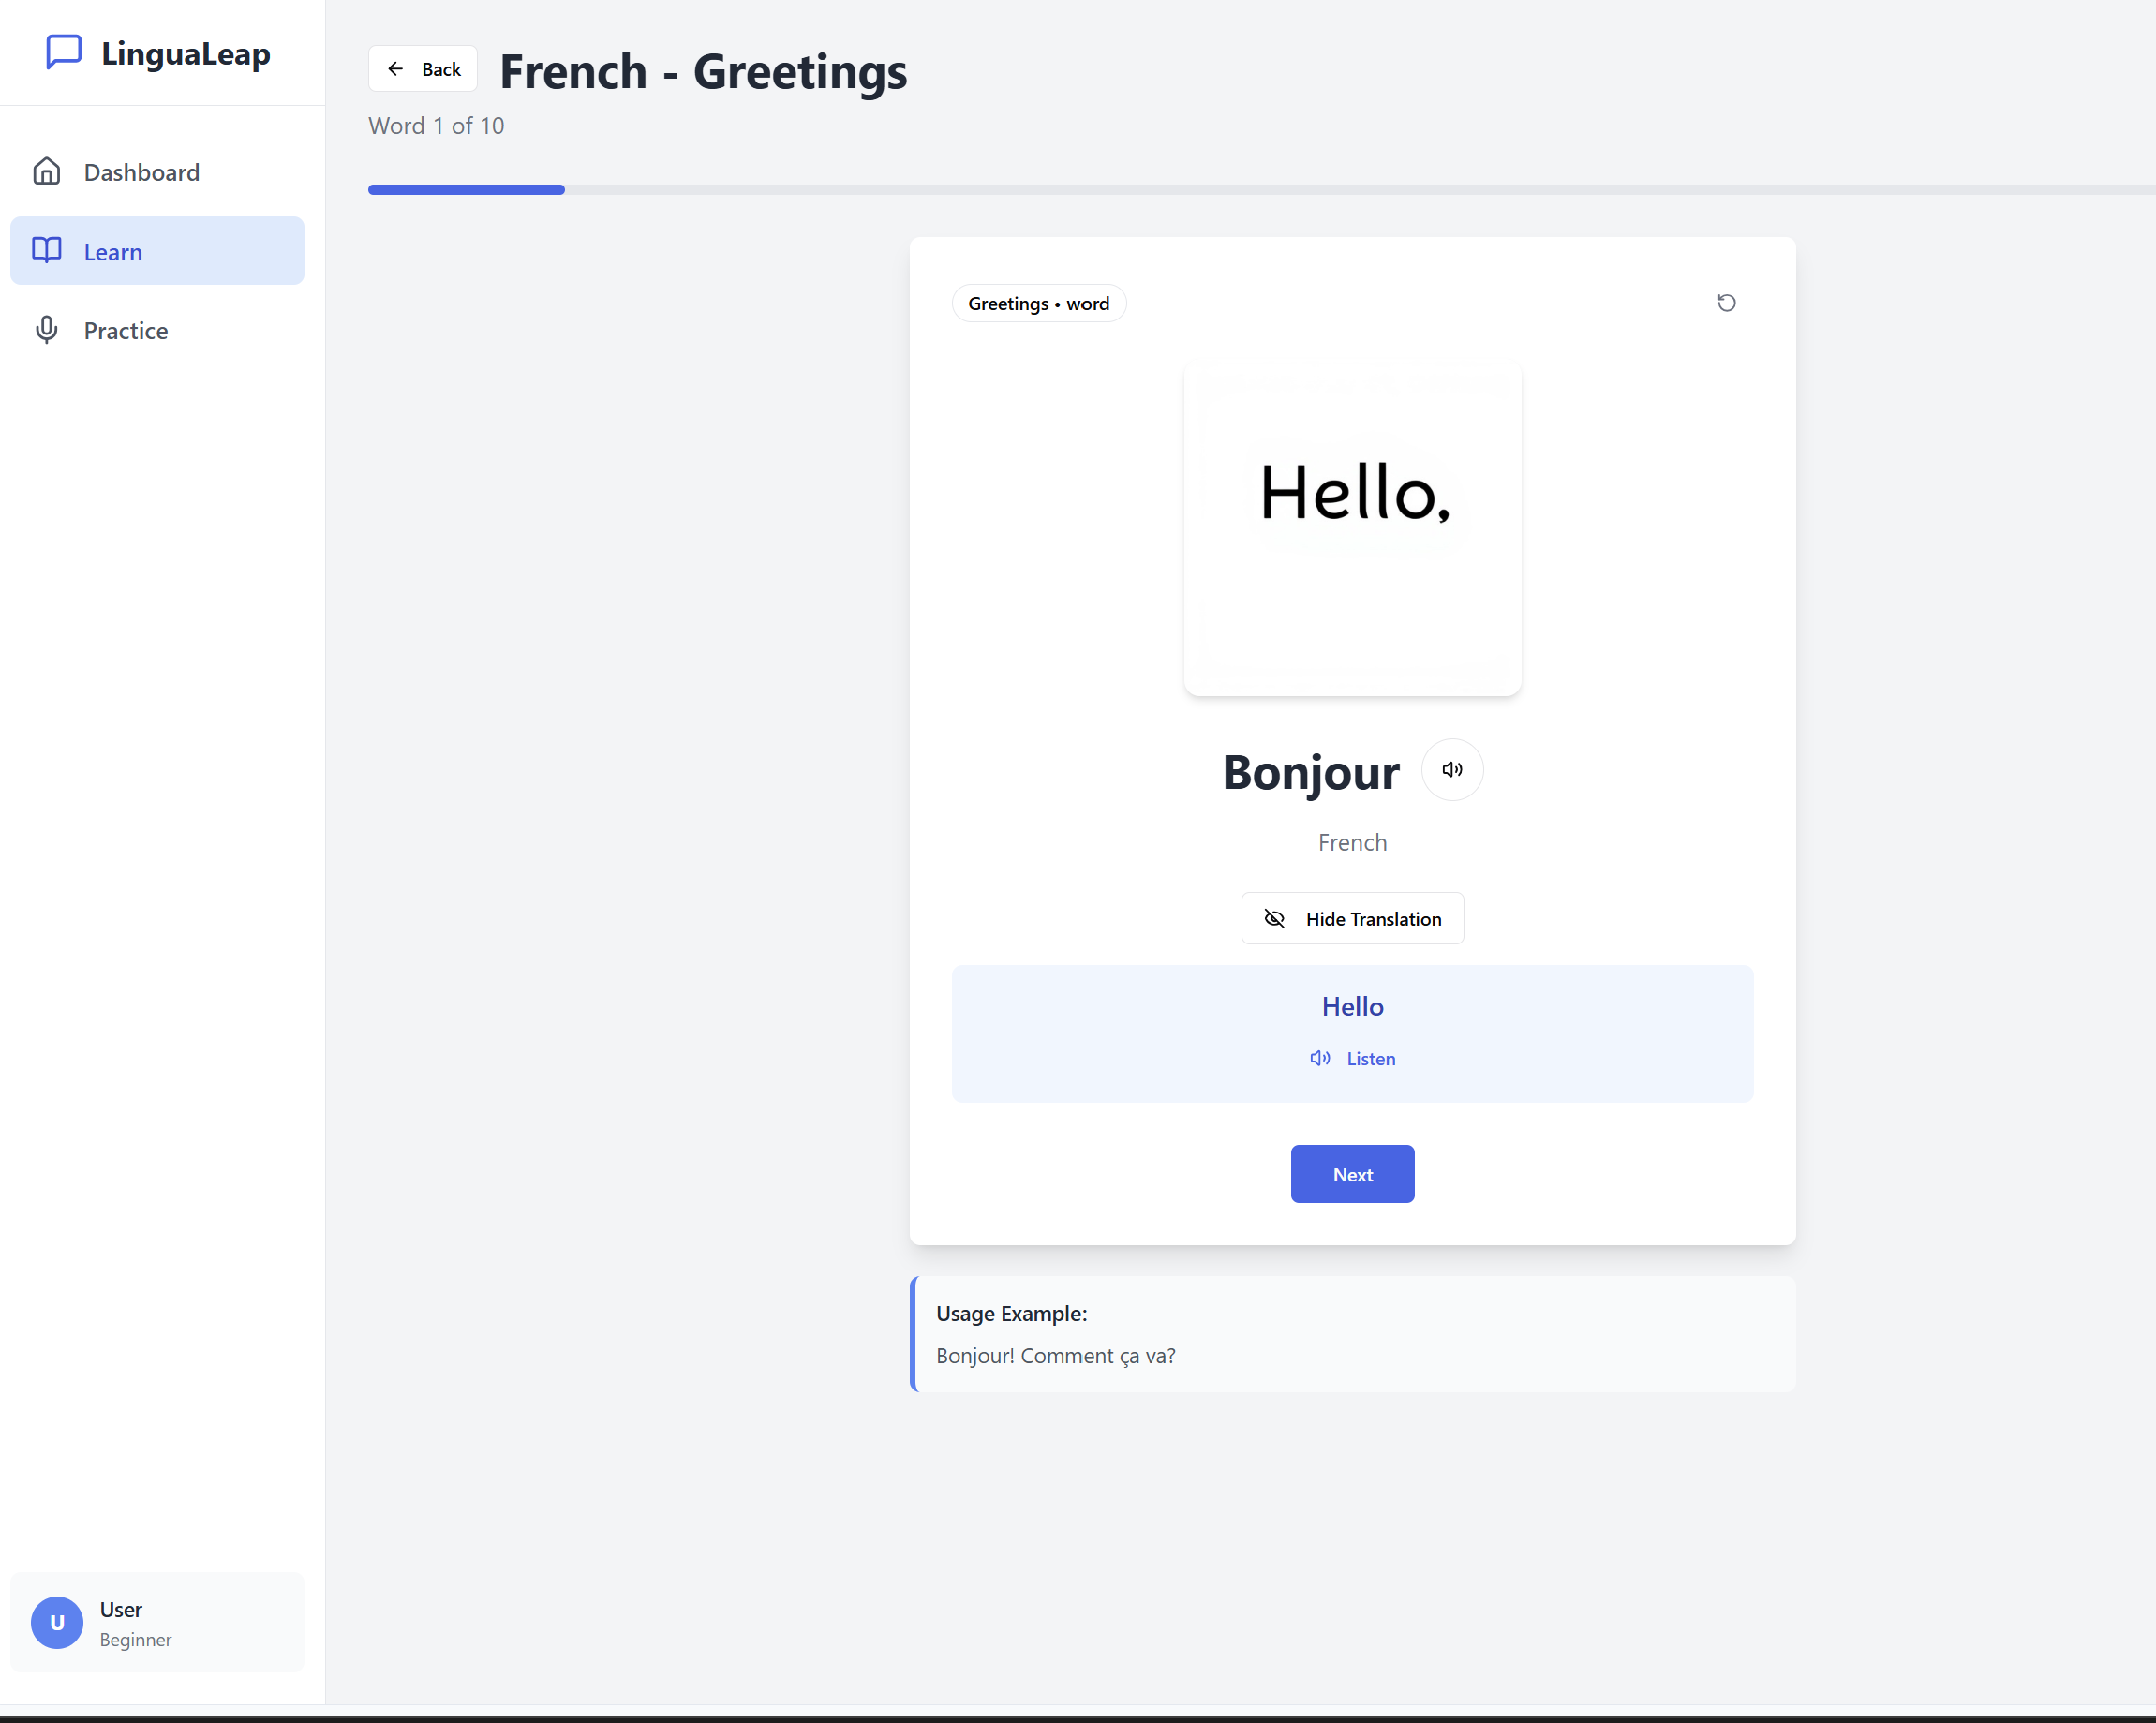 LinguaLeap
Dashboard
Learn
Practice
U
User
Beginner
Back
French - Greetings
Word 1 of 10
Greetings • word
Hello,
Bonjour
French
Hide Translation
Hello
Listen
Next
Usage Example:
Bonjour! Comment ça va?